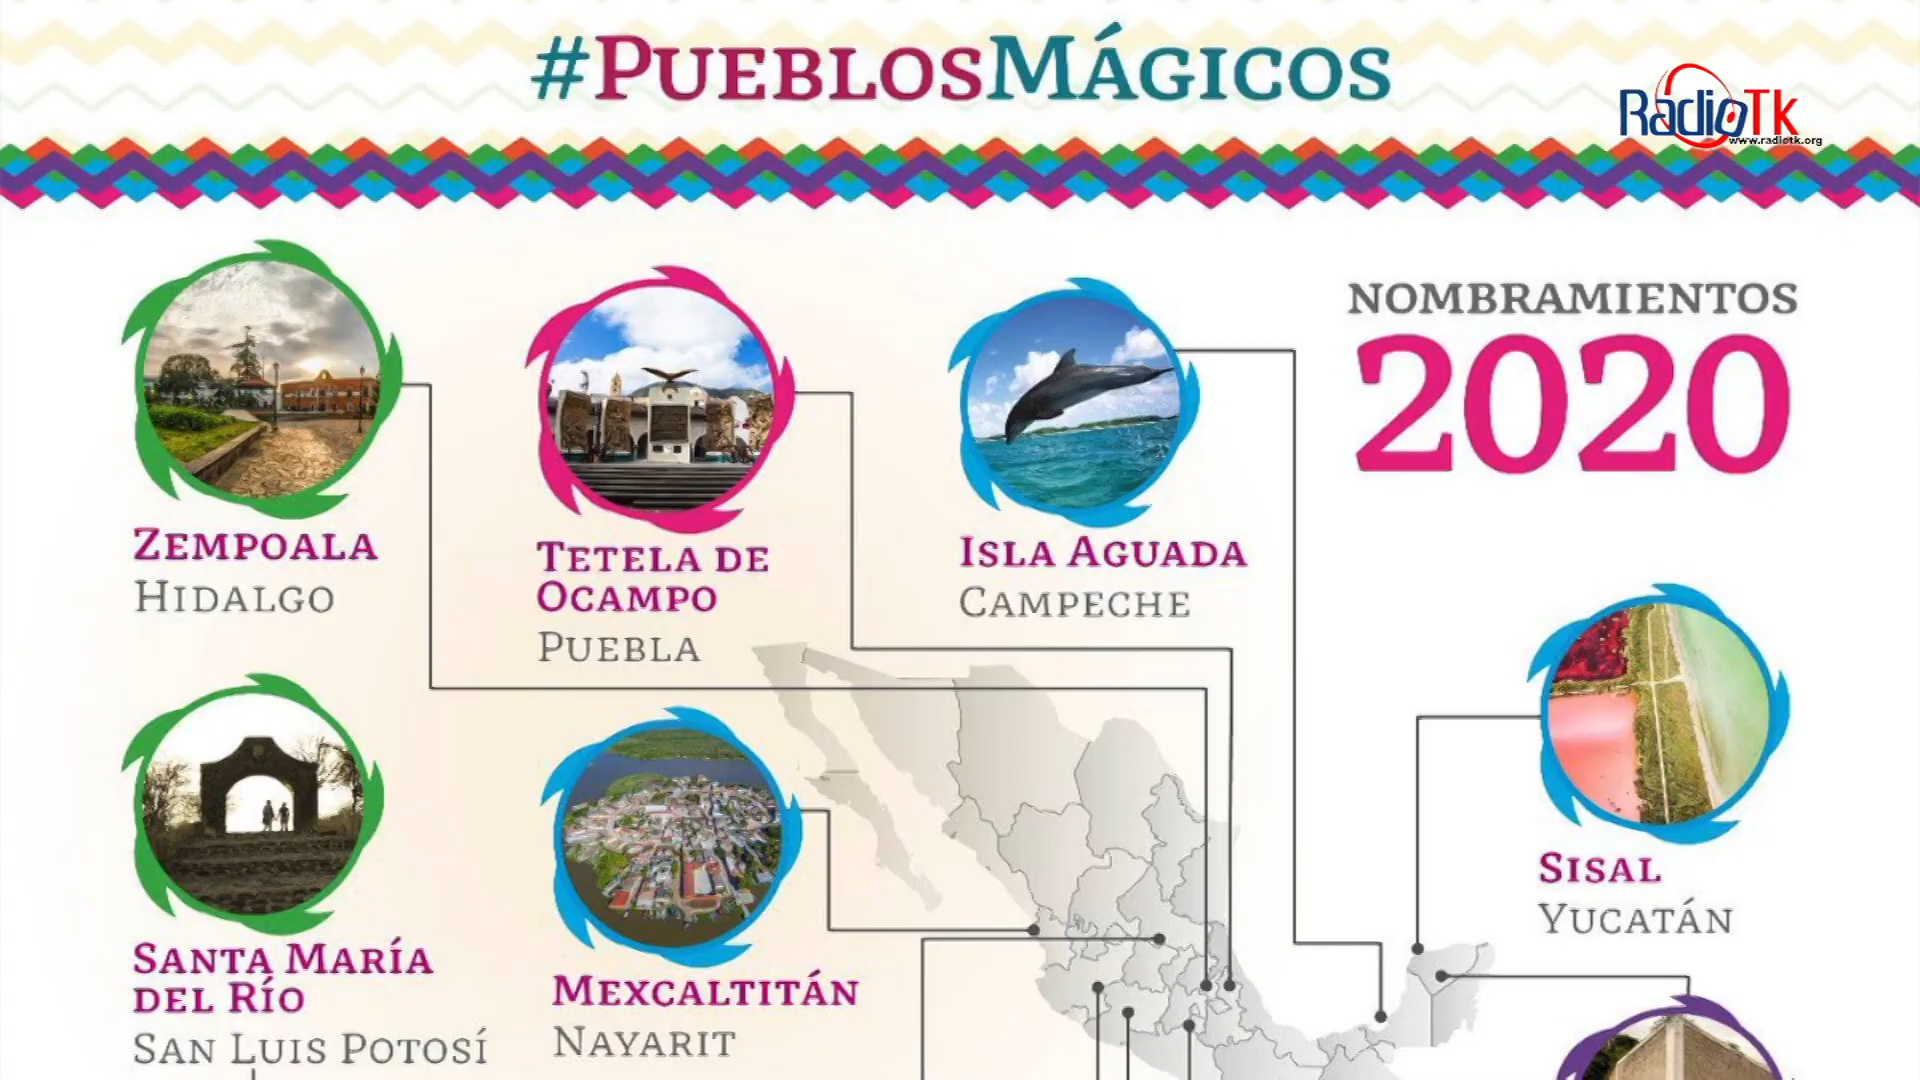 #PUEBLOSMÁGICOS
RadioTk
www.radiotk.org
NOMBRAMIENTOS
2020
ZEMPOALA
HIDALGO
TETELA DE
OCAMPO
PUEBLA
ISLA AGUADA
CAMPECHE
SISAL
YUCATÁN
SANTA MARÍA
DEL RÍO
SAN LUIS POTOSÍ
MEXCALTITÁN
NAYARIT